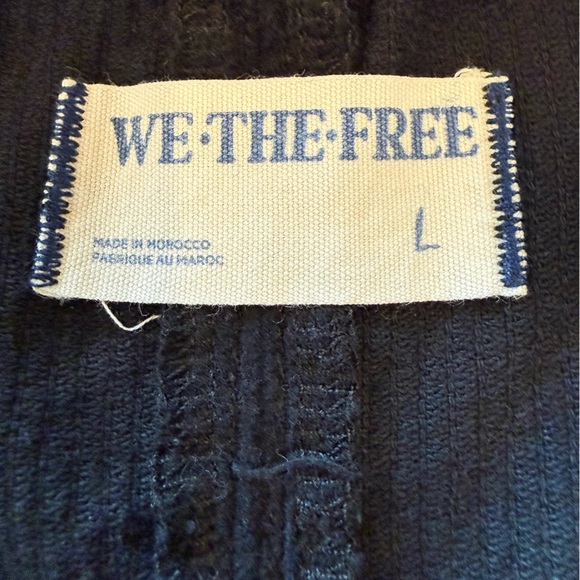 WE·THE·FREE
MADE IN MOROCCO
FABRIQUE AU MAROC
L